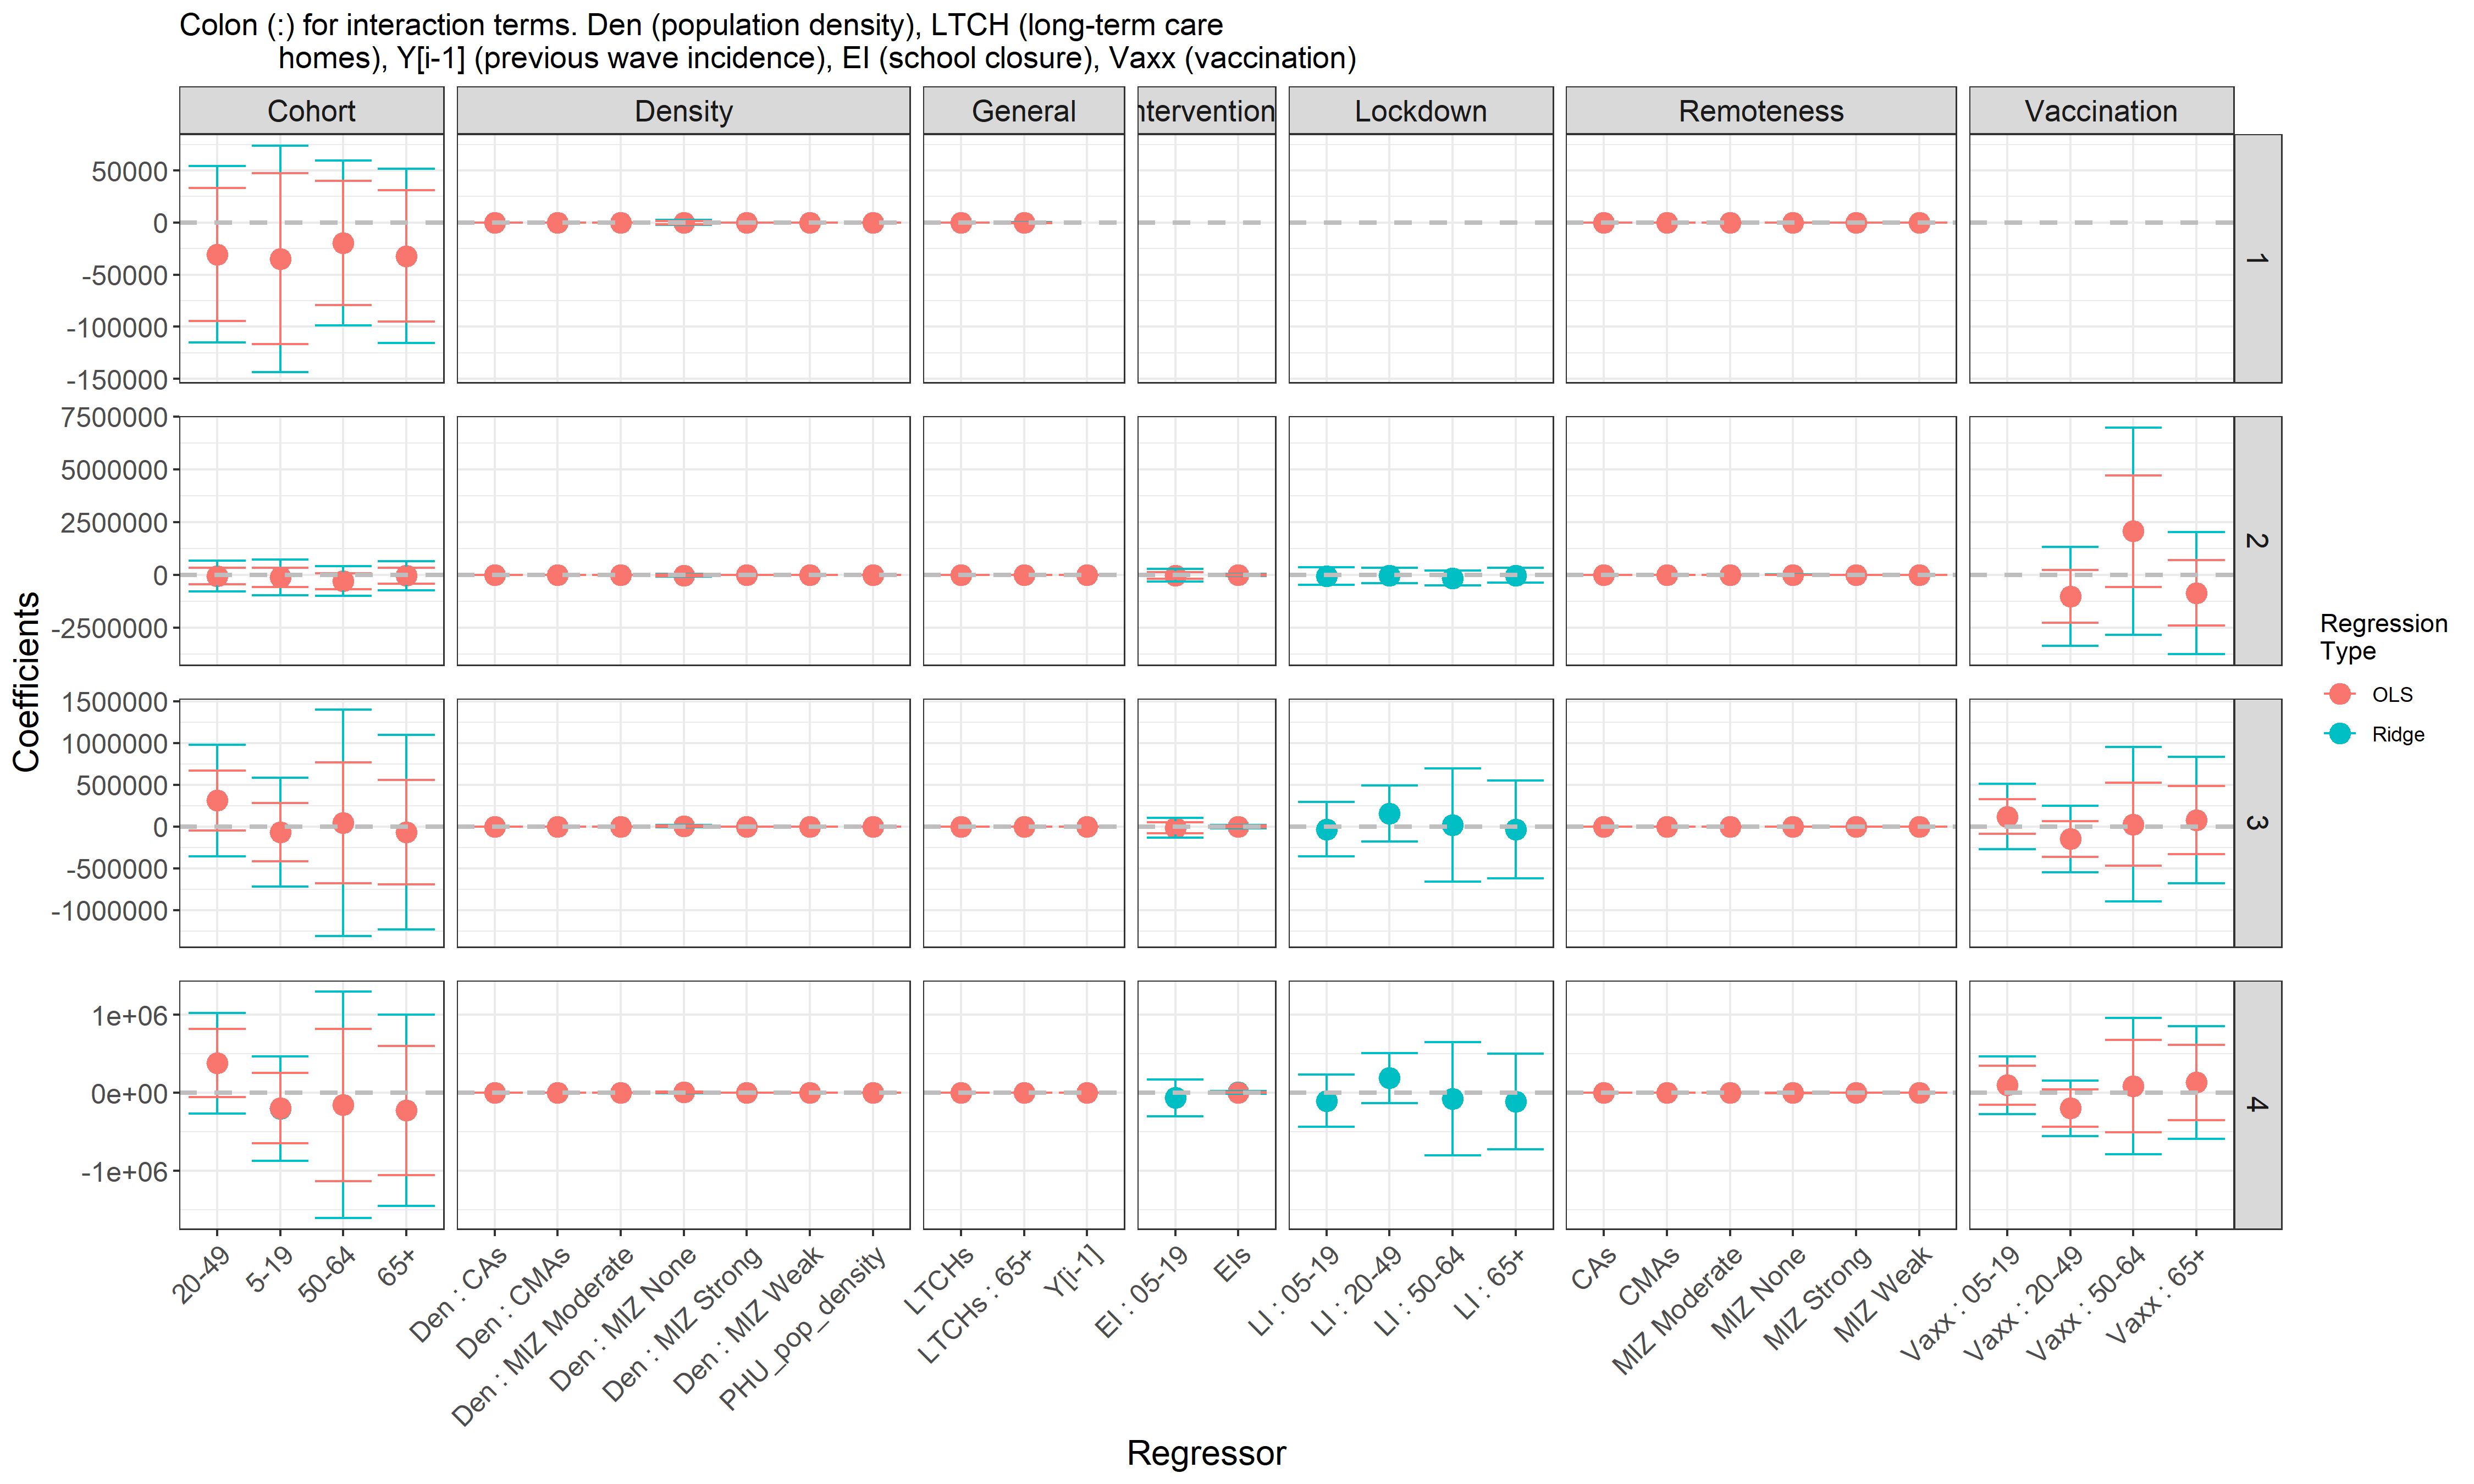 Colon (:) for interaction terms. Den (population density), LTCH (long-term care
homes), Y[i-1] (previous wave incidence), EI (school closure), Vaxx (vaccination)
Cohort
Density
General
ntervention
Lockdown
Remoteness
Vaccination
50000
0
-50000
-100000
-150000
1
7500000
5000000
2500000
0
-2500000
2
1500000
1000000
500000
0
-500000
-1000000
3
1e+06
0e+00
-1e+06
4
Coefficients
20-49
5-19
50-64
65+
Den : CAs
Den : CMAs
Den : MIZ Moderate
Den : MIZ None
Den : MIZ Strong
Den : MIZ Weak
PHU_pop_density
LTCHs
LTCHs : 65+
Y[i-1]
EI : 05-19
EIs
LI : 05-19
LI : 20-49
LI : 50-64
LI : 65+
CAs
CMAs
MIZ Moderate
MIZ None
MIZ Strong
MIZ Weak
Vaxx : 05-19
Vaxx : 20-49
Vaxx : 50-64
Vaxx : 65+
Regressor
Regression
Type
OLS
Ridge